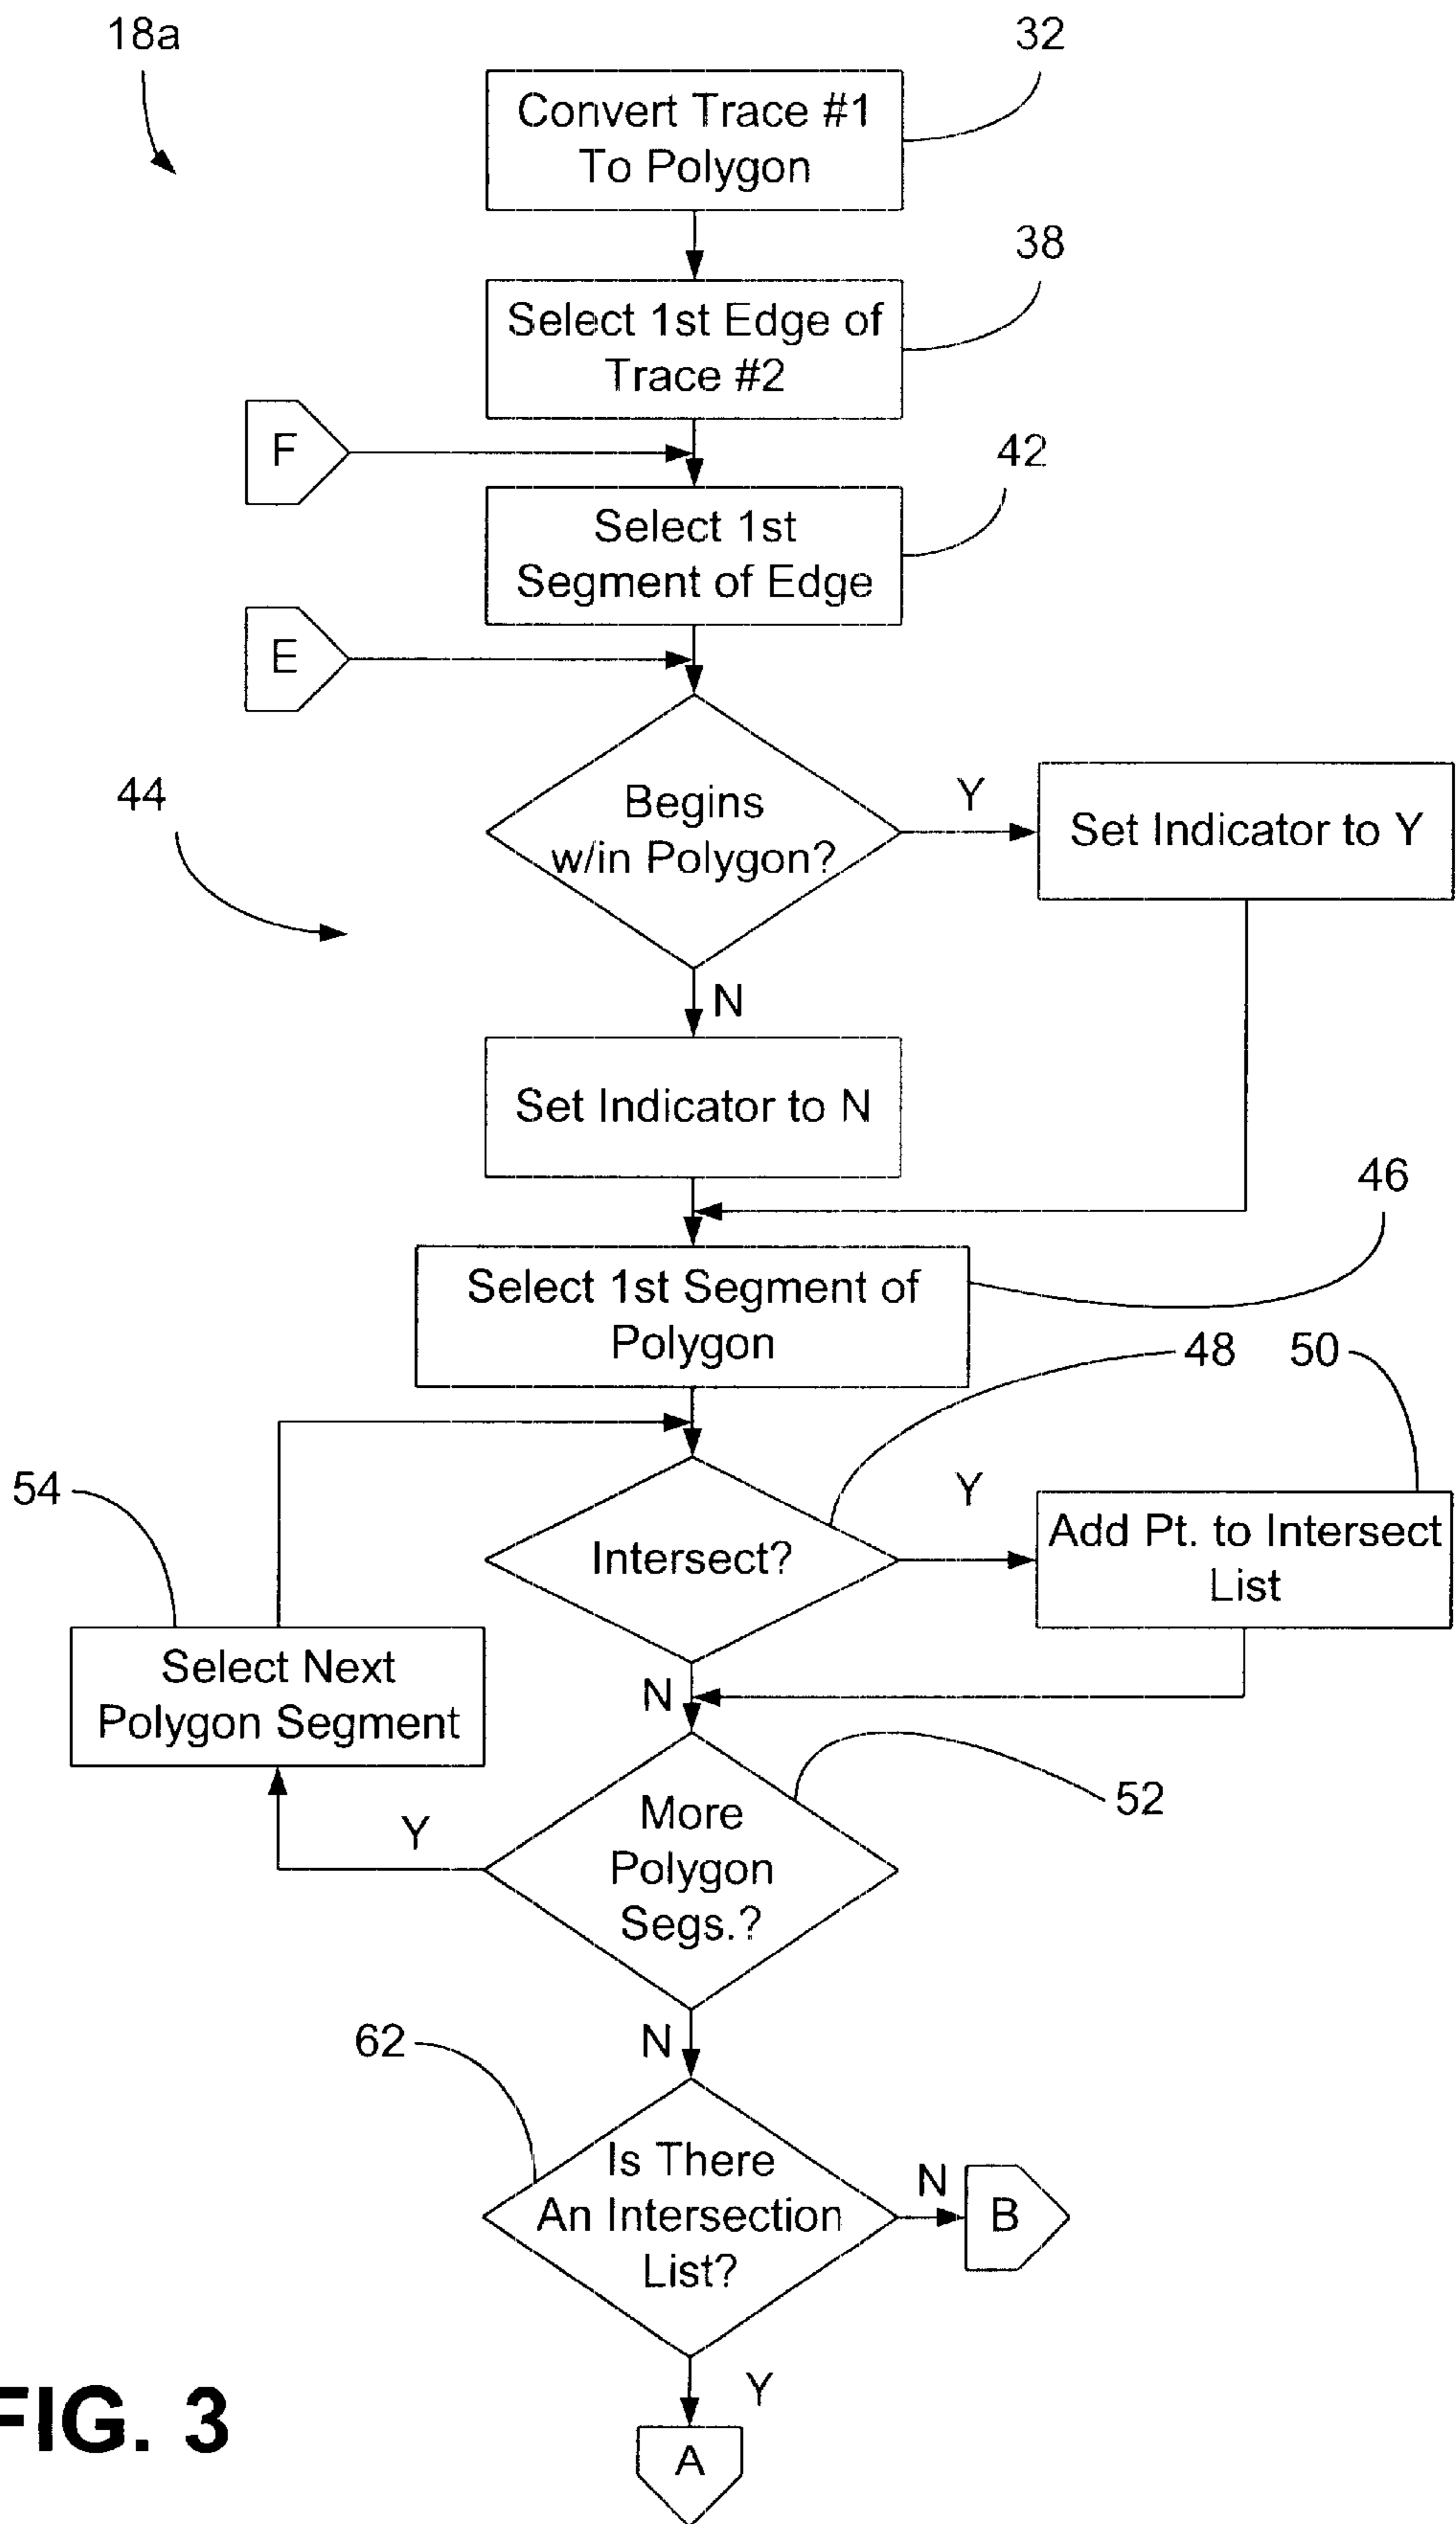 18a
32
Convert Trace #1
To Polygon
38
Select 1st Edge of
Trace #2
F
42
Select 1st
Segment of Edge
E
44
Begins
w/in Polygon?
Y
Set Indicator to Y
N
Set Indicator to N
46
Select 1st Segment of
Polygon
48
50
54
Intersect?
Y
Add Pt. to Intersect
List
Select Next
Polygon Segment
N
52
More
Polygon
Segs.?
Y
N
62
Is There
An Intersection
List?
N
B
Y
A
FIG. 3